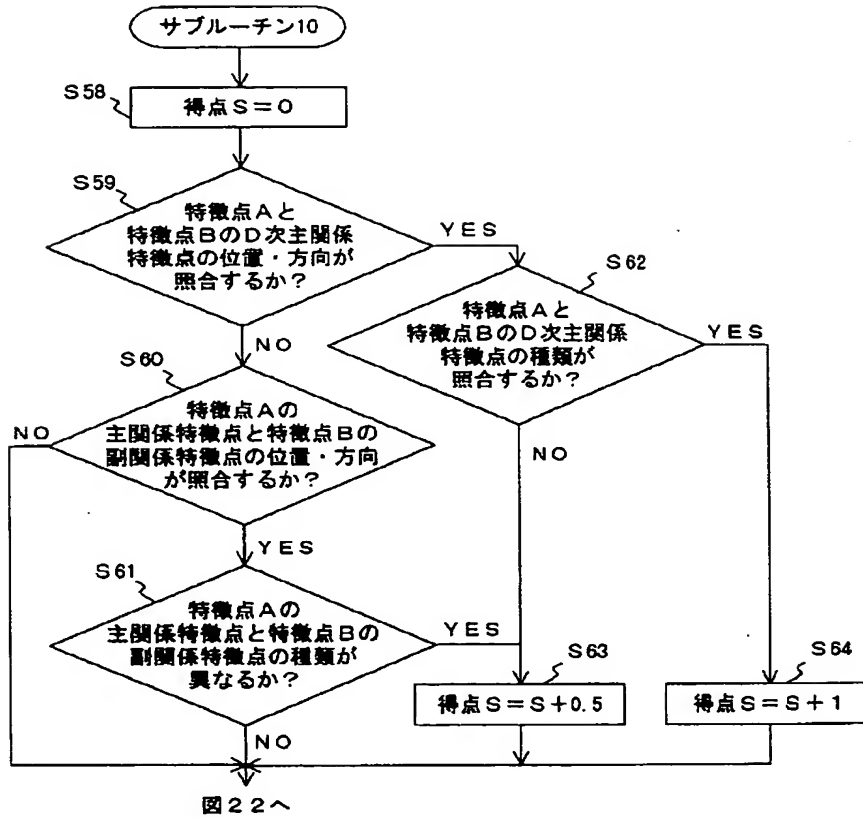 サブルーチン10
S58
得点S=0
S59
特徴点Aと
特徴点BのD次主関係
特徴点の位置・方向が
照合するか?
YES
NO
S62
特徴点Aと
特徴点BのD次主関係
特徴点の種類が
照合するか?
YES
NO
S60
特徴点Aの
主関係特徴点と特徴点Bの
副関係特徴点の位置・方向
が照合するか?
NO
YES
S61
特徴点Aの
主関係特徴点と特徴点Bの
副関係特徴点の種類が
異なるか?
YES
NO
S63
得点S=S+0.5
S64
得点S=S+1
図22へ